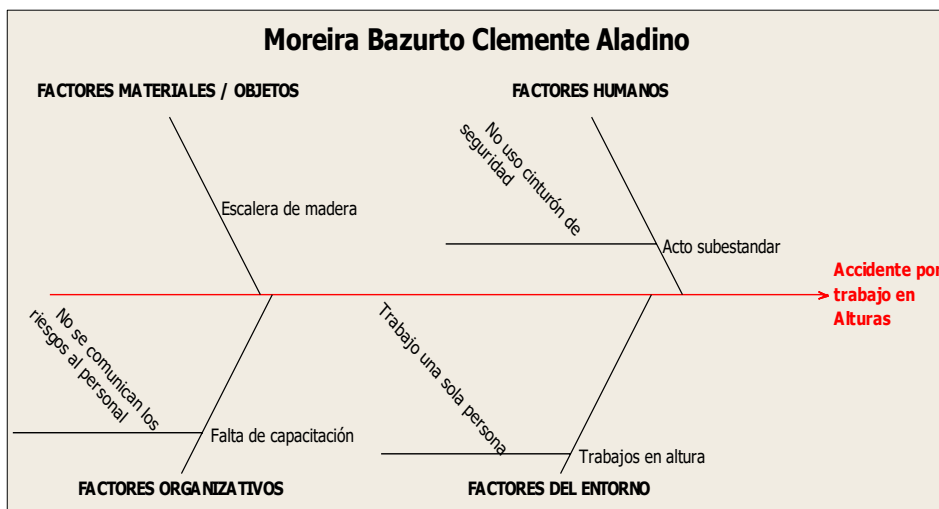 Moreira Bazurto Clemente Aladino
FACTORES MATERIALES / OBJETOS
FACTORES HUMANOS
No uso cinturón de
seguridad
Escalera de madera
Acto subestandar
Accidente por
trabajo en
Alturas
No se comunican los
riesgos al personal
Trabajo una sola persona
Falta de capacitación
Trabajos en altura
FACTORES ORGANIZATIVOS
FACTORES DEL ENTORNO